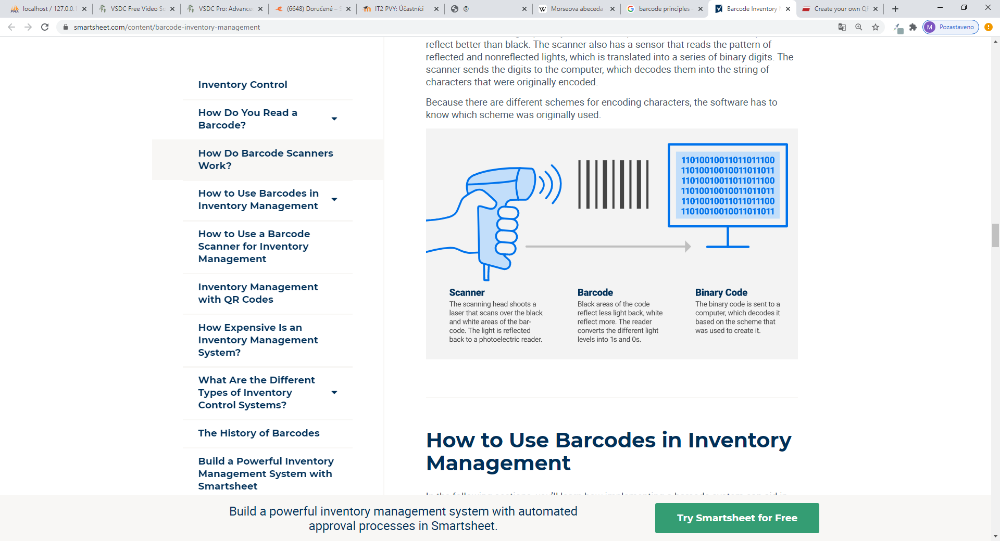 localhost / 127.0.0.1
VSDC Free Video So
VSDC Pro: Advance
(6648) Doručené – S
IT2 PVY: Účastníci
@
W Morseova abeceda
barcode principles -
Barcode Inventory
Create your own Q
smartsheet.com/content/barcode-inventory-management
M Pozastaveno
reflect better than black. The scanner also has a sensor that reads the pattern of
reflected and nonreflected lights, which is translated into a series of binary digits. The
scanner sends the digits to the computer, which decodes them into the string of
characters that were originally encoded.
Because there are different schemes for encoding characters, the software has to
know which scheme was originally used.
Inventory Control
How Do You Read a
Barcode?
How Do Barcode Scanners
Work?
How to Use Barcodes in
Inventory Management
How to Use a Barcode
Scanner for Inventory
Management
Inventory Management
with QR Codes
How Expensive Is an
Inventory Management
System?
What Are the Different
Types of Inventory
Control Systems?
The History of Barcodes
Build a Powerful Inventory
Management System with
Smartsheet
11010010011011011100
11010010010011011011
11010010011011011100
11010010010011011011
11010010011011011100
11010010010011011011
Scanner
The scanning head shoots a
laser that scans over the black
and white areas of the bar-
code. The light is reflected
back to a photoelectric reader.
Barcode
Black areas of the code
reflect less light back, white
reflect more. The reader
converts the different light
levels into 1s and 0s.
Binary Code
The binary code is sent to a
computer, which decodes it
based on the scheme that
was used to create it.
How to Use Barcodes in Inventory
Management
Build a powerful inventory management system with automated
approval processes in Smartsheet.
Try Smartsheet for Free